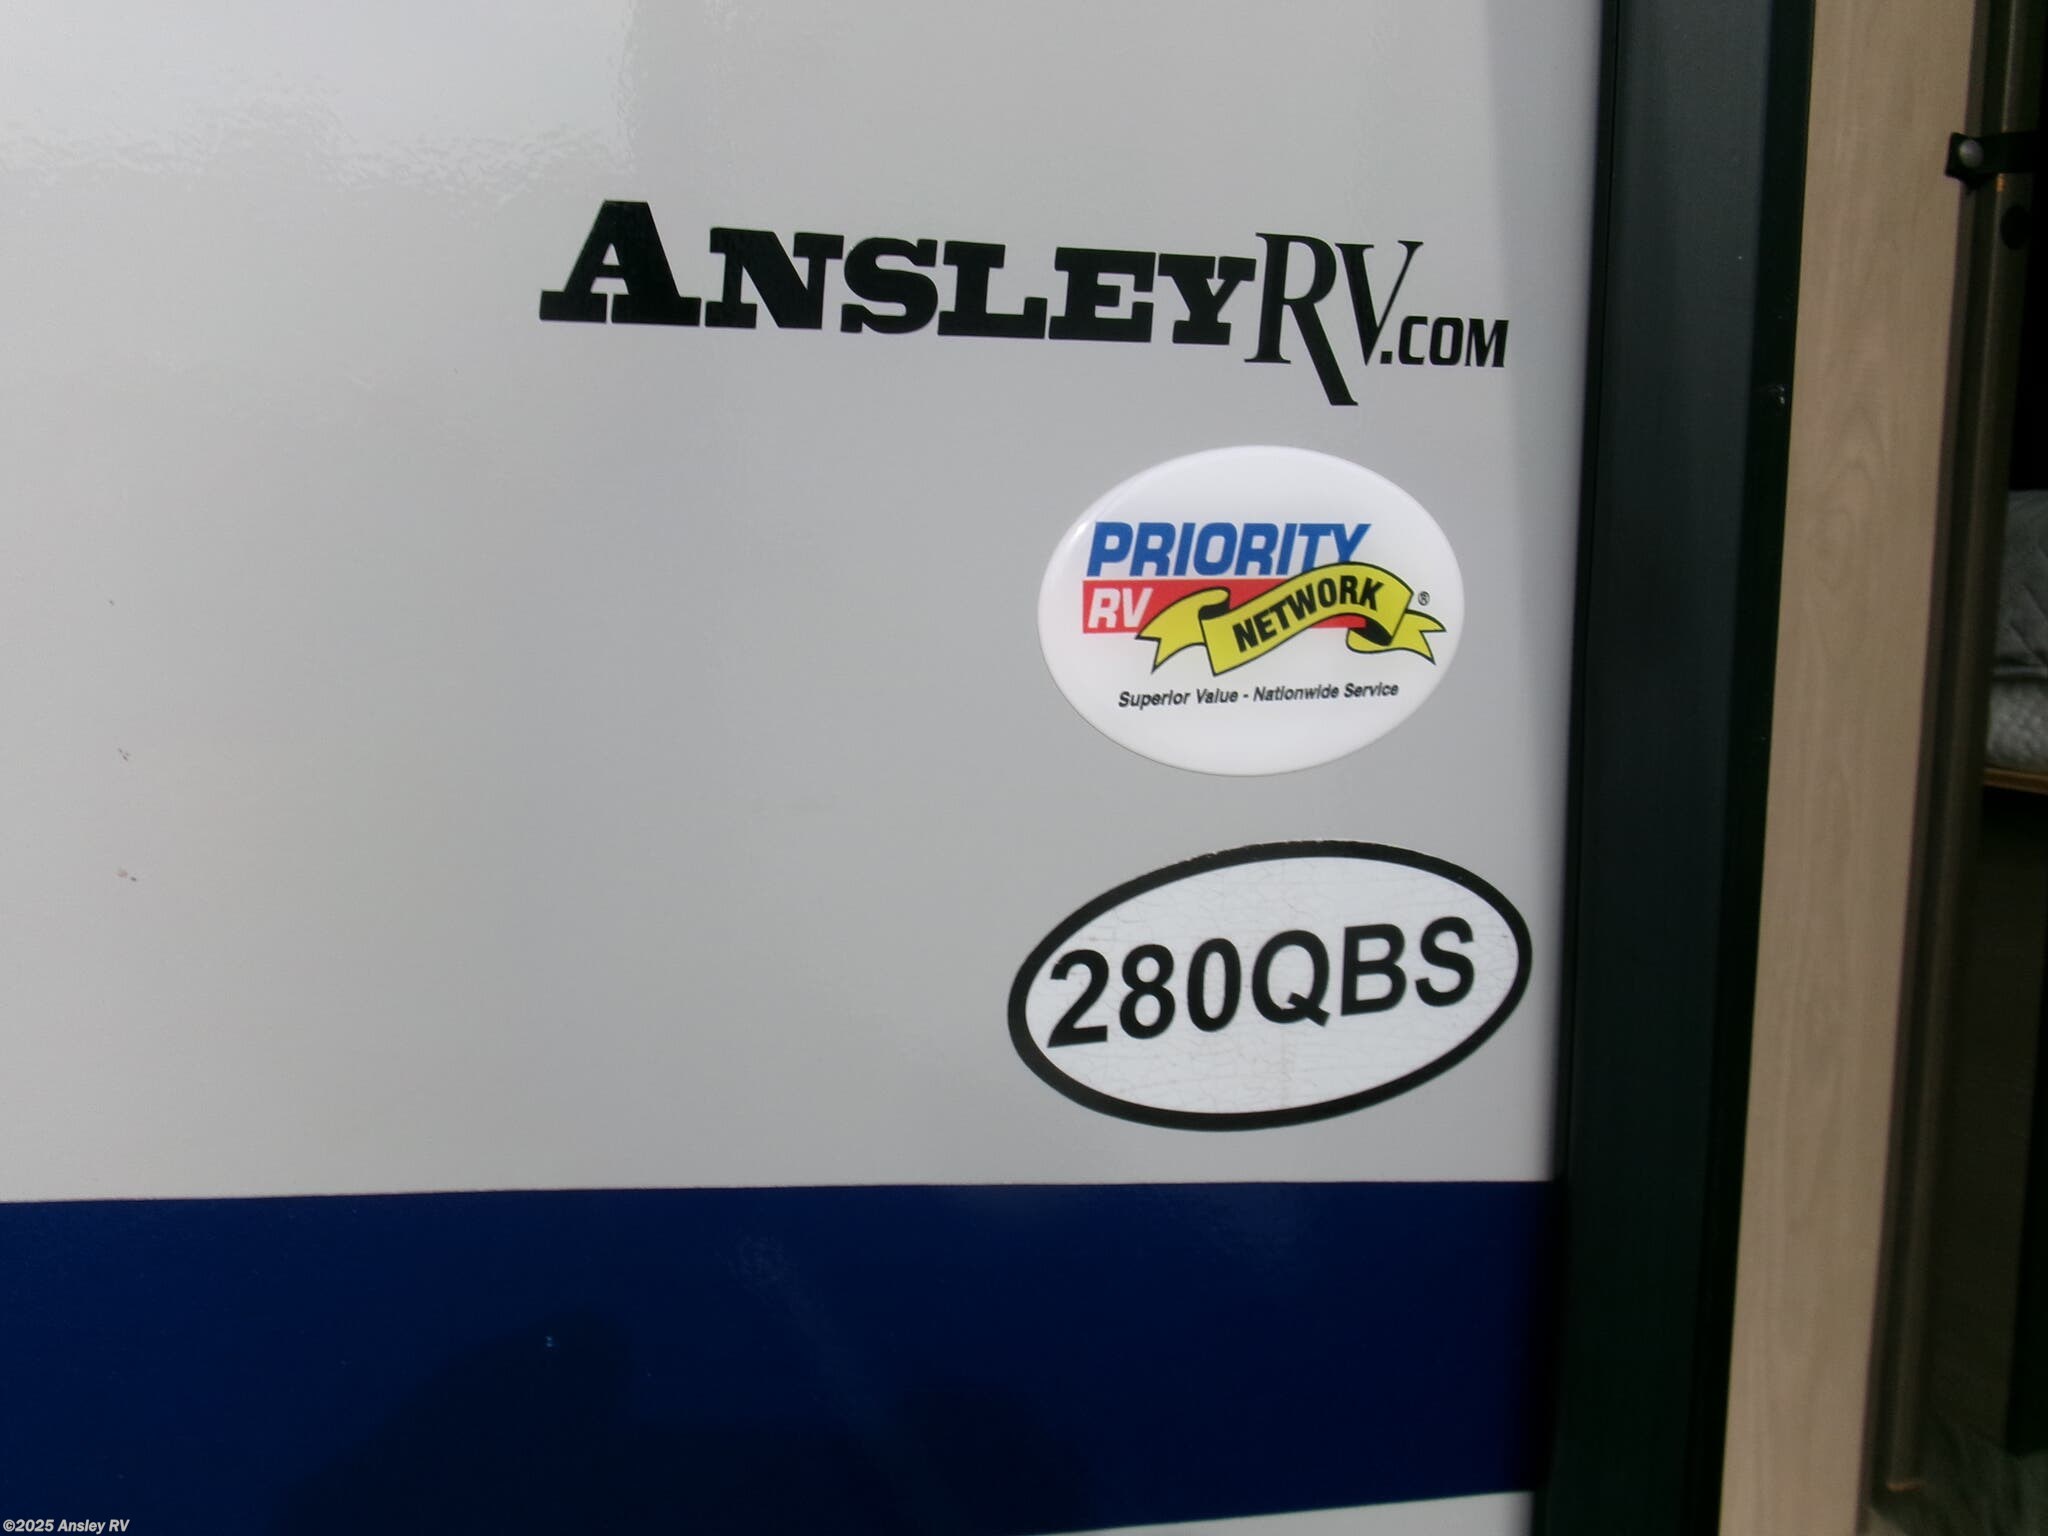 ANSLEYRV.COM
PRIORITY
RV NETWORK ®
Superior Value - Nationwide Service
280QBS
©2025 Ansley RV